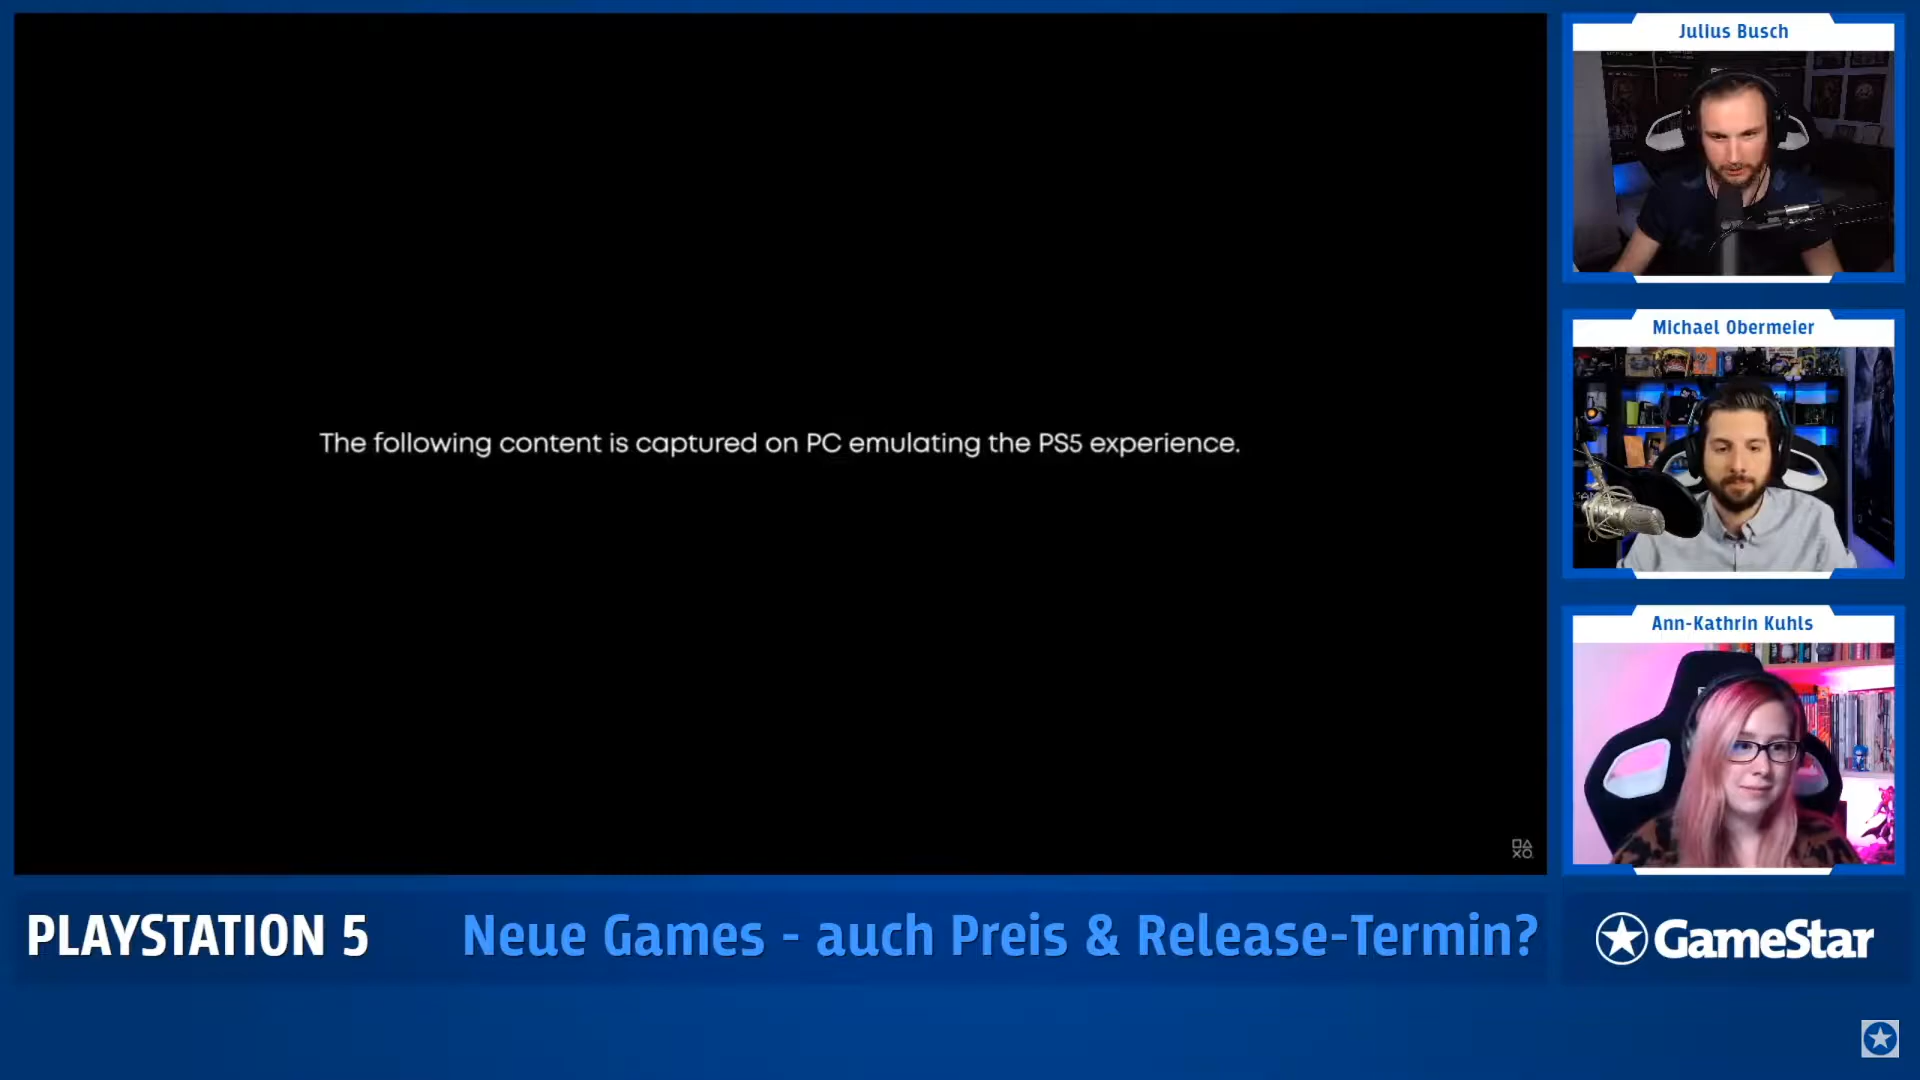 Julius Busch
The following content is captured on PC emulating the PS5 experience.
Michael Obermeier
Ann-Kathrin Kuhls
PLAYSTATION 5
Neue Games - auch Preis & Release-Termin?
GameStar